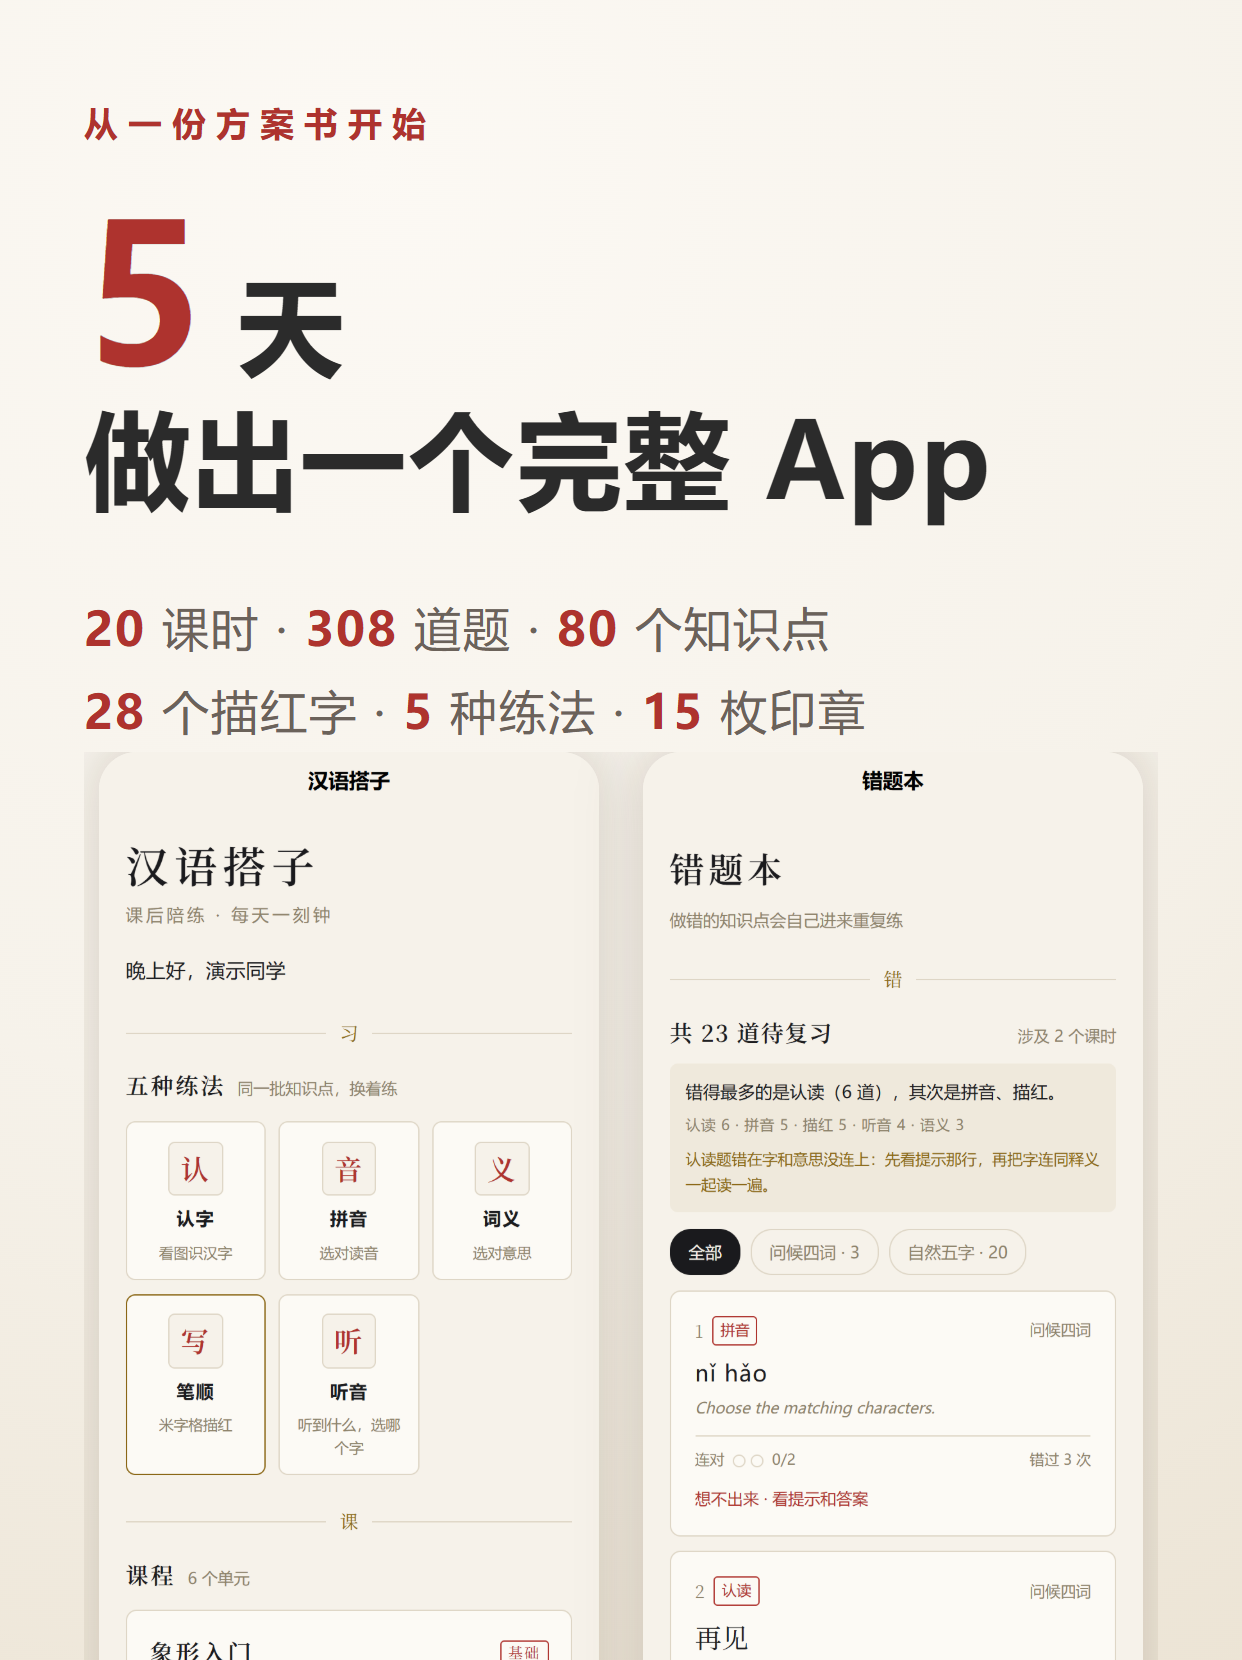 从一份方案书开始
5 天
做出一个完整 App
20 课时 · 308 道题 · 80 个知识点
28 个描红字 · 5 种练法 · 15 枚印章
汉语搭子
汉语搭子
课后陪练 · 每天一刻钟
晚上好，演示同学
习
五种练法 同一批知识点，换着练
认
认字
看图识汉字
音
拼音
选对读音
义
词义
选对意思
写
笔顺
米字格描红
听
听音
听到什么，选哪
个字
课
课程 6 个单元
象形入门 基础
错题本
错题本
做错的知识点会自己进来重复练
错
共 23 道待复习 涉及 2 个课时
错得最多的是认读（6 道），其次是拼音、描红。
认读 6 · 拼音 5 · 描红 5 · 听音 4 · 语义 3
认读题错在字和意思没连上：先看提示那行，再把字连同释义
一起读一遍。
全部 问候四词 · 3 自然五字 · 20
1 拼音 问候四词
nǐ hǎo
Choose the matching characters.
连对 0/2 错过 3 次
想不出来 · 看提示和答案
2 认读 问候四词
再见